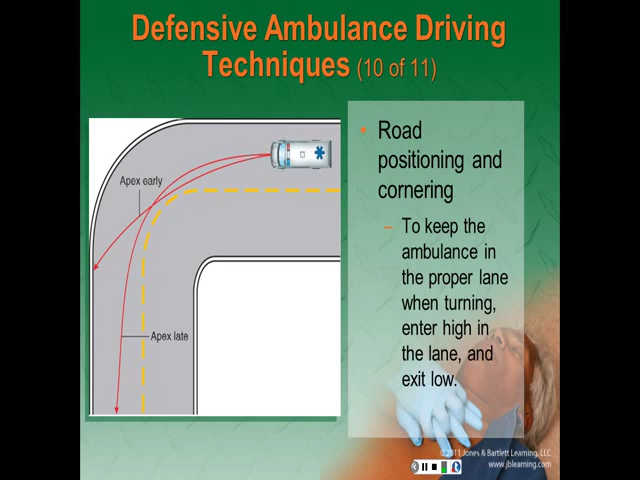 Defensive Ambulance Driving
Techniques (10 of 11)
Apex early
Apex late
• Road
positioning and
cornering
– To keep the
ambulance in
the proper lane
when turning,
enter high in
the lane, and
exit low.
©2011 Jones & Bartlett Learning, LLC
www.jblearning.com